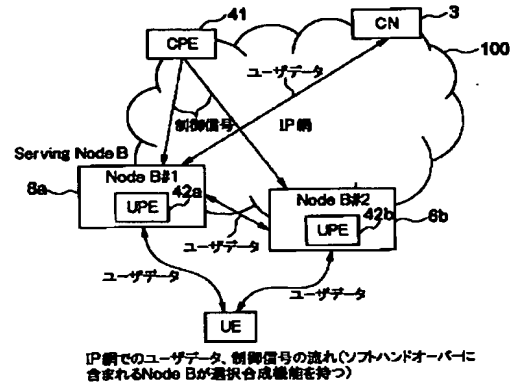 41
CPE
CN
3
100
ユーザデータ
制御信号
IP網
Serving Node B
6a
Node B#1
UPE
42a
Node B#2
UPE
42b
6b
ユーザデータ
ユーザデータ
ユーザデータ
UE
IP網でのユーザデータ、制御信号の流れ(ソフトハンドオーバーに
含まれるNode Bが選択合成機能を持つ)